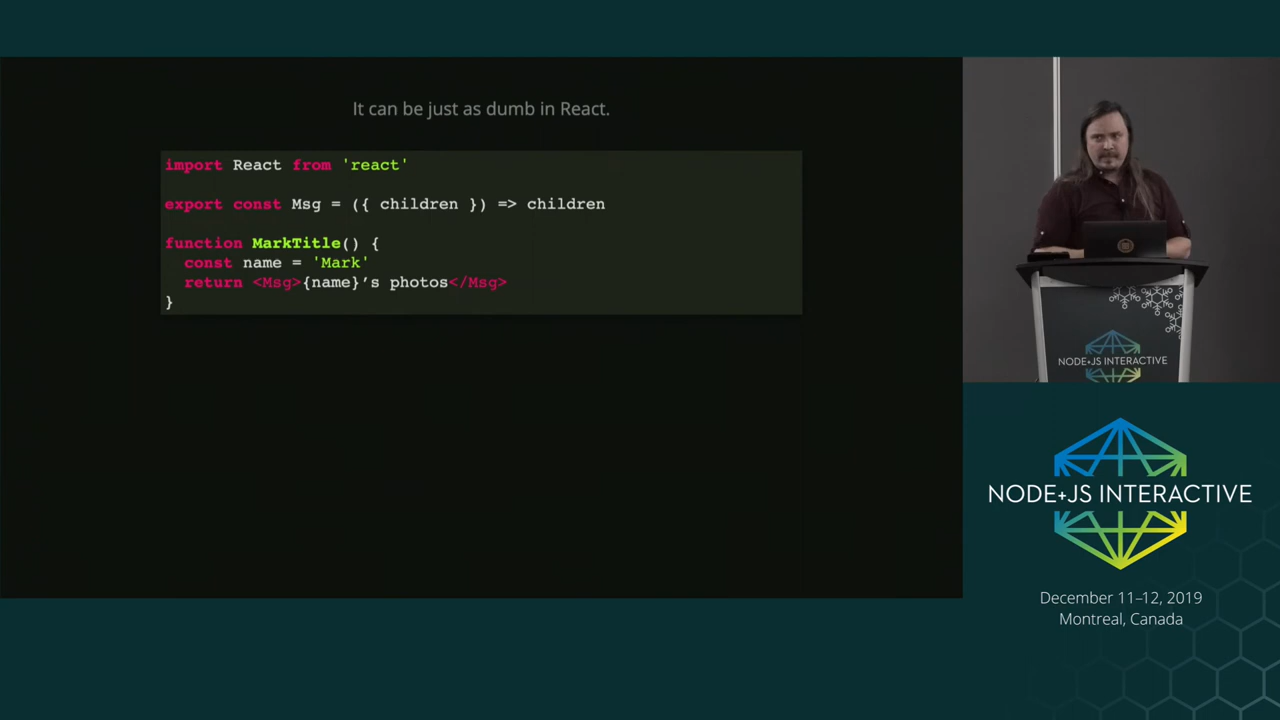 It can be just as dumb in React.
import React from 'react'
export const Msg = ({ children }) => children
function MarkTitle() {
const name = 'Mark'
return <Msg>{name}’s photos</Msg>
}
NODE+JS INTERACTIVE
NODE+JS INTERACTIVE
December 11–12, 2019
Montreal, Canada